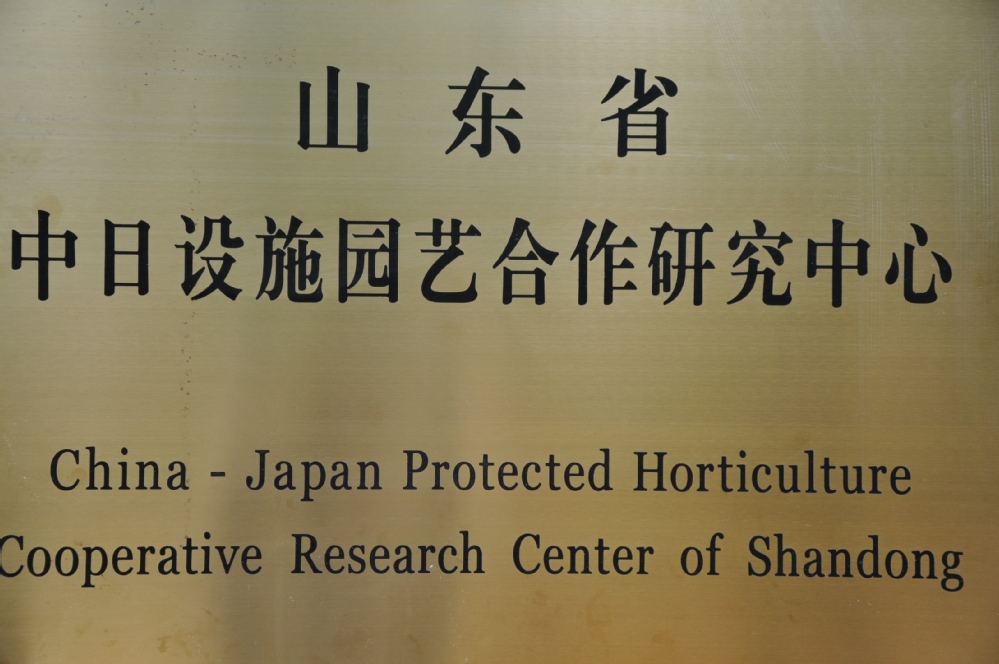 山东省
中日设施园艺合作研究中心
China - Japan Protected Horticulture
Cooperative Research Center of Shandong